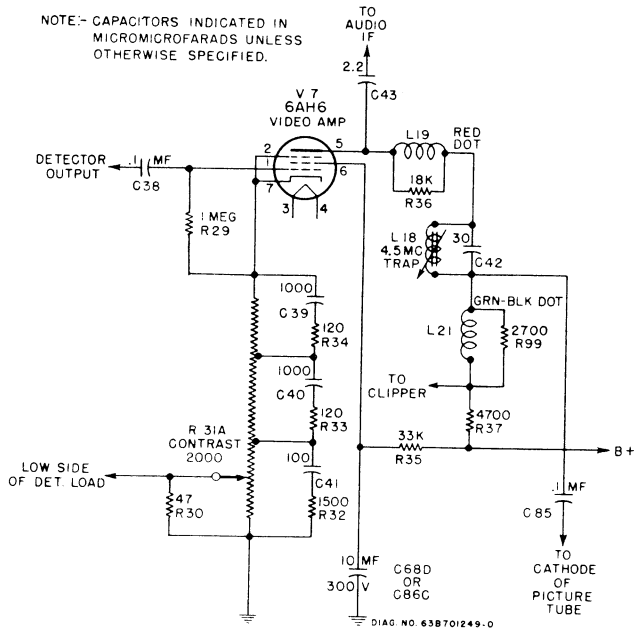 NOTE:- CAPACITORS INDICATED IN
MICROMICROFARADS UNLESS
OTHERWISE SPECIFIED.
TO
AUDIO
IF
2.2
C43
V 7
6AH6
VIDEO AMP
2
1
7
5
6
3
4
L19
RED
DOT
18K
R36
DETECTOR
OUTPUT
.1 MF
C38
1 MEG
R29
L18
4.5MC
TRAP
30
C42
GRN-BLK DOT
L21
2700
R99
1000
C39
120
R34
1000
C40
120
R33
TO
CLIPPER
4700
R37
R 31A
CONTRAST
2000
100
C41
1500
R32
33K
R35
B+
LOW SIDE
OF DET. LOAD
47
R30
.1 MF
C85
10 MF
300 V
C68D
OR
C86C
TO
CATHODE
OF
PICTURE
TUBE
DIAG. NO. 63B701249-0